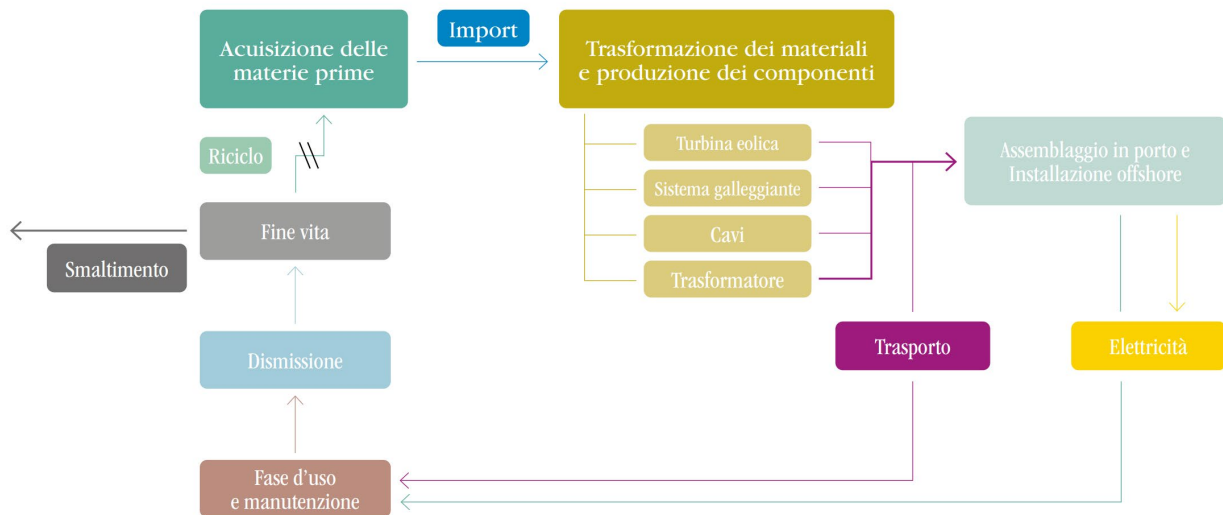 Acuisizione delle
materie prime
Import
Trasformazione dei materiali
e produzione dei componenti
Riciclo
Turbina eolica
Sistema galleggiante
Cavi
Trasformatore
Assemblaggio in porto e
Installazione offshore
Fine vita
Smaltimento
Dismissione
Trasporto
Elettricità
Fase d’uso
e manutenzione